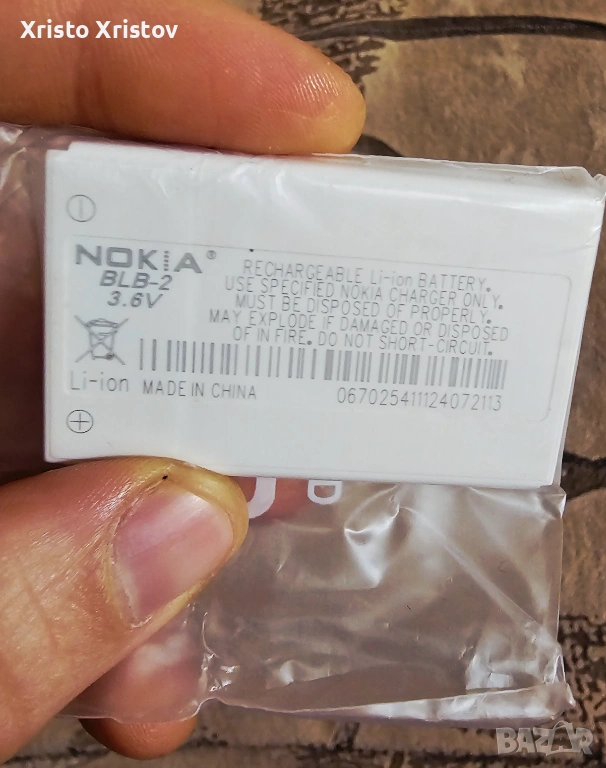 Xristo Xristov
NOKIA®
BLB-2
3.6V
RECHARGEABLE Li-ion BATTERY.
USE SPECIFIED NOKIA CHARGER ONLY.
MUST BE DISPOSED OF PROPERLY.
MAY EXPLODE IF DAMAGED OR DISPOSED
OF IN FIRE. DO NOT SHORT-CIRCUIT.
Li-ion MADE IN CHINA
067025411124072113
BAZAR